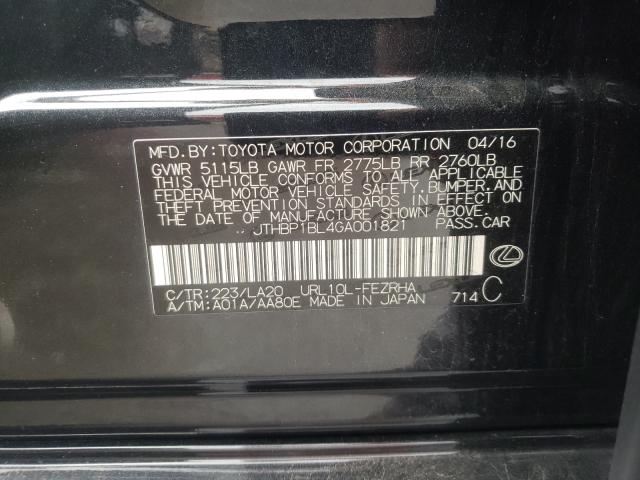 MFD.BY:TOYOTA MOTOR CORPORATION 04/16
GVWR 5115LB GAWR FR 2775LB RR 2760LB
THIS VEHICLE CONFORMS TO ALL APPLICABLE
FEDERAL MOTOR VEHICLE SAFETY, BUMPER, AND
THEFT PREVENTION STANDARDS IN EFFECT ON
THE DATE OF MANUFACTURE SHOWN ABOVE.
JTHBP1BL4GA001821 PASS.CAR
C/TR:223/LA20 URL10L-FEZRHA
A/TM:A01A/AA80E MADE IN JAPAN 714 C